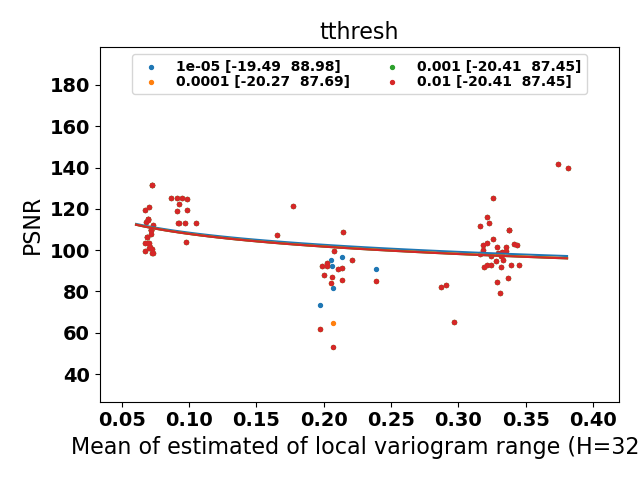 tthresh
1e-05 [-19.49  88.98]
0.0001 [-20.27  87.69]
0.001 [-20.41  87.45]
0.01 [-20.41  87.45]
PSNR
180
160
140
120
100
80
60
40
0.05 0.10 0.15 0.20 0.25 0.30 0.35 0.40
Mean of estimated of local variogram range (H=32